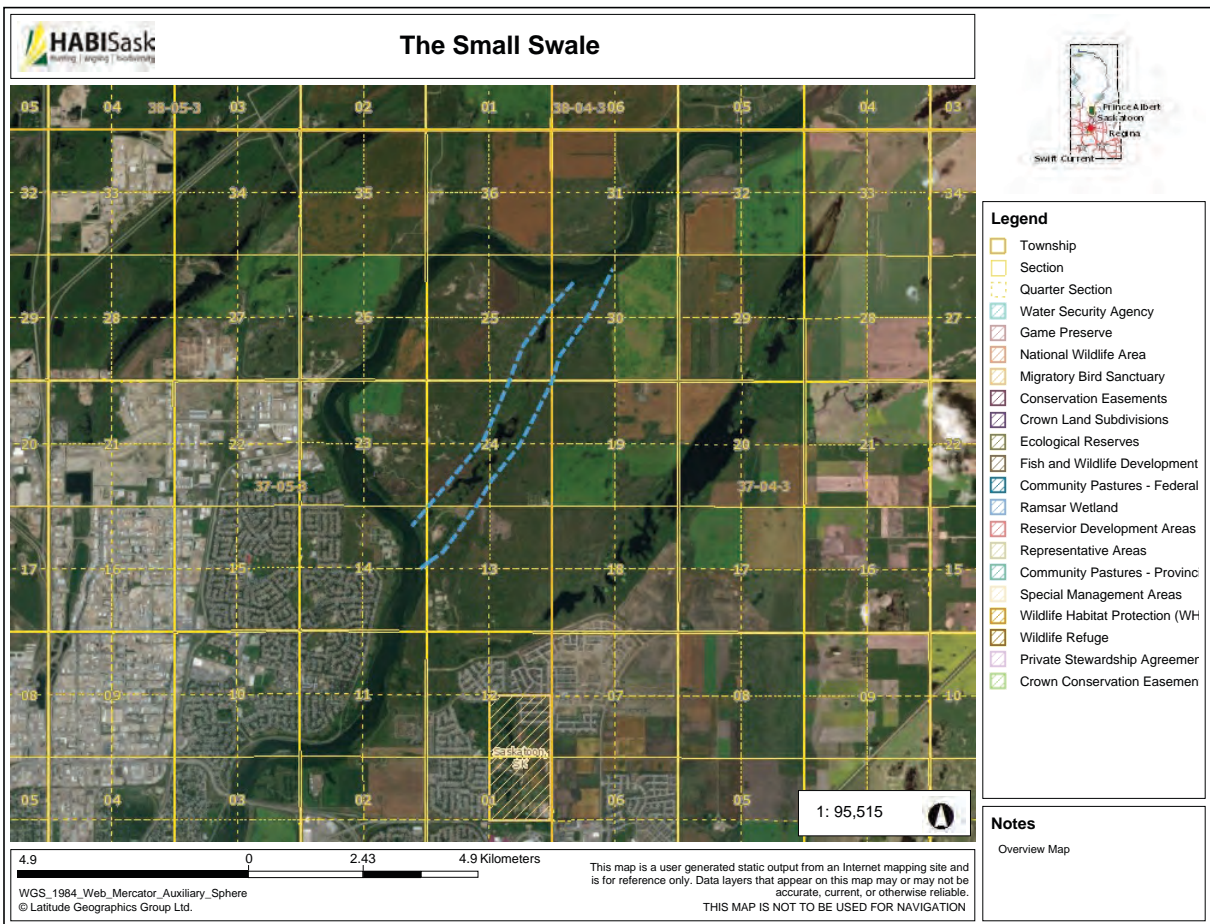 HABISask
hunting | angling | biodiversity
The Small Swale
Prince Albert
Saskatoon
Regina
Swift Current
05 04 38-05-3 03 02 01 38-04-3 06 05 04 03
32 33 34 35 36 31 32 33 34
29 28 27 26 25 30 29 28 27
20 21 22 23 24 19 20 21 22
37-05-3 37-04-3
17 16 15 14 13 18 17 16 15
08 09 10 11 12 07 08 09 10
Saskatoon,
SK
05 04 03 02 01 06 05
1: 95,515
Legend
Township
Section
Quarter Section
Water Security Agency
Game Preserve
National Wildlife Area
Migratory Bird Sanctuary
Conservation Easements
Crown Land Subdivisions
Ecological Reserves
Fish and Wildlife Development
Community Pastures - Federal
Ramsar Wetland
Reservior Development Areas
Representative Areas
Community Pastures - Provinc
Special Management Areas
Wildlife Habitat Protection (WH
Wildlife Refuge
Private Stewardship Agreemer
Crown Conservation Easemen
Notes
Overview Map
4.9 0 2.43 4.9 Kilometers
WGS_1984_Web_Mercator_Auxiliary_Sphere
© Latitude Geographics Group Ltd.
This map is a user generated static output from an Internet mapping site and
is for reference only. Data layers that appear on this map may or may not be
accurate, current, or otherwise reliable.
THIS MAP IS NOT TO BE USED FOR NAVIGATION